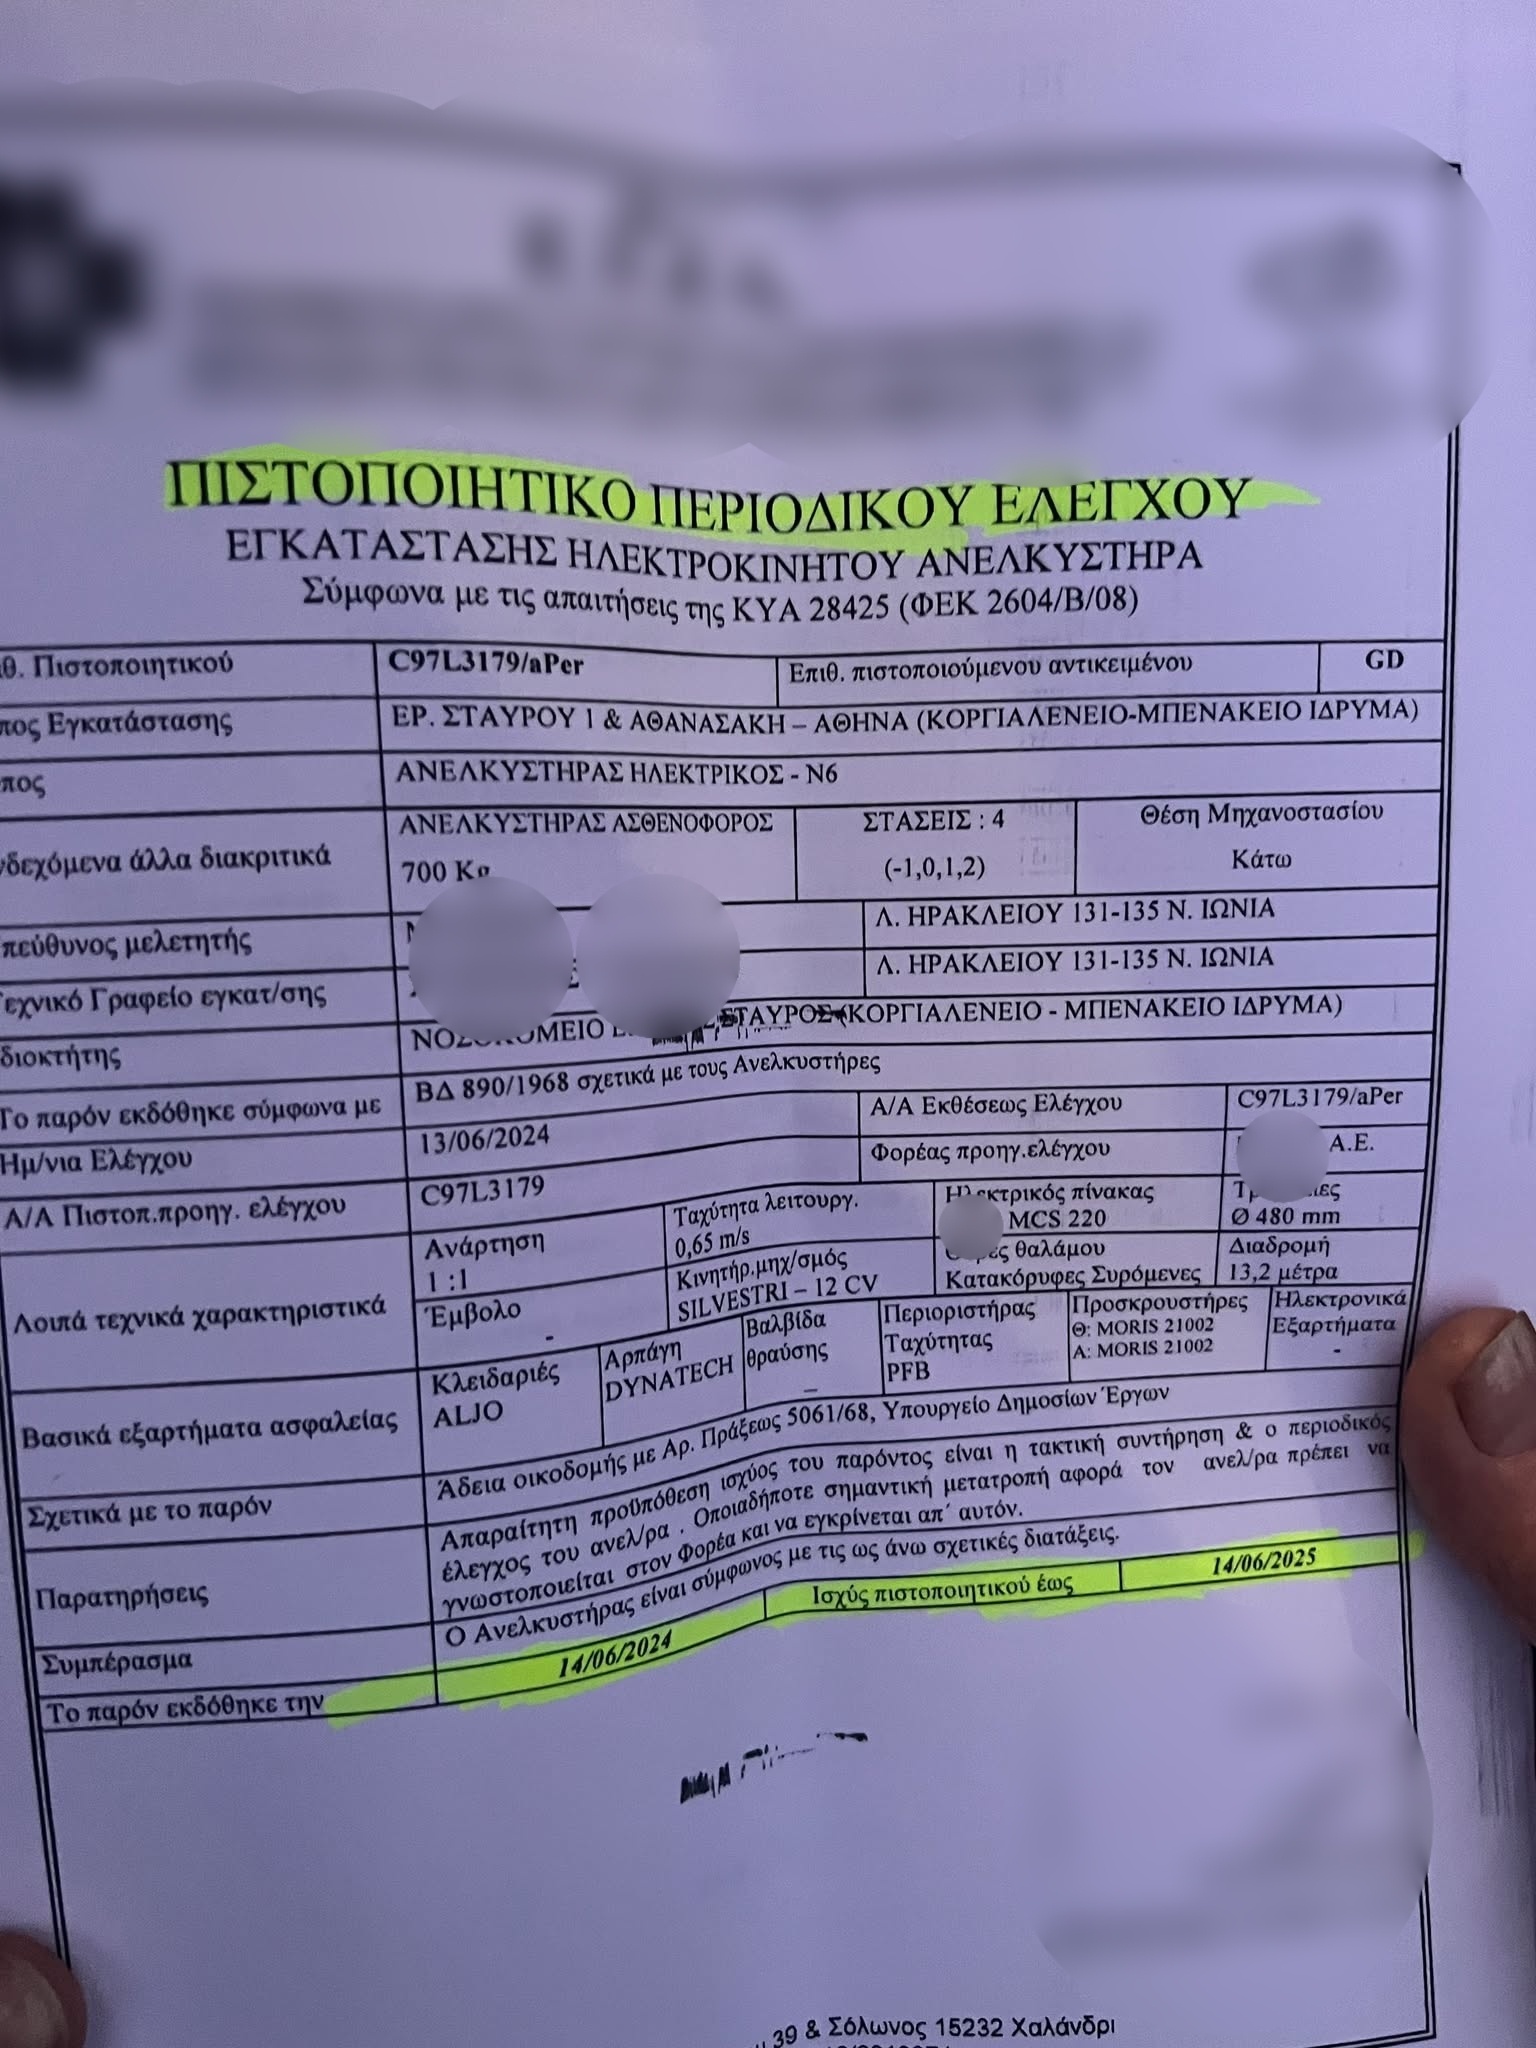 ΠΙΣΤΟΠΟΙΗΤΙΚΟ ΠΕΡΙΟΔΙΚΟΥ ΕΛΕΓΧΟΥ
ΕΓΚΑΤΑΣΤΑΣΗΣ ΗΛΕΚΤΡΟΚΙΝΗΤΟΥ ΑΝΕΛΚΥΣΤΗΡΑ
Σύμφωνα με τις απαιτήσεις της ΚΥΑ 28425 (ΦΕΚ 2604/Β/08)
ιθ. Πιστοποιητικού C97L3179/aPer Επιθ. πιστοποιούμενου αντικειμένου GD
πος Εγκατάστασης ΕΡ. ΣΤΑΥΡΟΥ 1 & ΑΘΑΝΑΣΑΚΗ – ΑΘΗΝΑ (ΚΟΡΓΙΑΛΕΝΕΙΟ-ΜΠΕΝΑΚΕΙΟ ΙΔΡΥΜΑ)
πος ΑΝΕΛΚΥΣΤΗΡΑΣ ΗΛΕΚΤΡΙΚΟΣ - Ν6
νδεχόμενα άλλα διακριτικά ΑΝΕΛΚΥΣΤΗΡΑΣ ΑΣΘΕΝΟΦΟΡΟΣ ΣΤΑΣΕΙΣ : 4 Θέση Μηχανοστασίου
700 Kg (-1,0,1,2) Κάτω
πεύθυνος μελετητής Λ. ΗΡΑΚΛΕΙΟΥ 131-135 Ν. ΙΩΝΙΑ
εχνικό Γραφείο εγκατ/σης Λ. ΗΡΑΚΛΕΙΟΥ 131-135 Ν. ΙΩΝΙΑ
διοκτήτης ΝΟΣΟΚΟΜΕΙΟ ΣΤΑΥΡΟΣ (ΚΟΡΓΙΑΛΕΝΕΙΟ - ΜΠΕΝΑΚΕΙΟ ΙΔΡΥΜΑ)
Το παρόν εκδόθηκε σύμφωνα με ΒΔ 890/1968 σχετικά με τους Ανελκυστήρες
Ημ/νια Ελέγχου 13/06/2024 Α/Α Εκθέσεως Ελέγχου C97L3179/aPer
Α/Α Πιστοπ.προηγ. ελέγχου C97L3179 Φορέας προηγ.ελέγχου Α.Ε.
Λοιπά τεχνικά χαρακτηριστικά
Ανάρτηση
1 :1
Ταχύτητα λειτουργ.
0,65 m/s
Ηλεκτρικός πίνακας
MCS 220
Ø 480 mm
Έμβολο
-
Κινητήρ.μηχ/σμός
SILVESTRI – 12 CV
θαλάμου
Κατακόρυφες Συρόμενες
Διαδρομή
13,2 μέτρα
Βασικά εξαρτήματα ασφαλείας
Κλειδαριές
ALJO
Αρπάγη
DYNATECH
Βαλβίδα
θραύσης
–
Περιοριστήρας
Ταχύτητας
PFB
Προσκρουστήρες
Θ: MORIS 21002
Α: MORIS 21002
Ηλεκτρονικά
Εξαρτήματα
-
Σχετικά με το παρόν Άδεια οικοδομής με Αρ. Πράξεως 5061/68, Υπουργείο Δημοσίων Έργων
Παρατηρήσεις
Απαραίτητη προϋπόθεση ισχύος του παρόντος είναι η τακτική συντήρηση & ο περιοδικός
έλεγχος του ανελ/ρα . Οποιαδήποτε σημαντική μετατροπή αφορά τον ανελ/ρα πρέπει να
γνωστοποιείται στον Φορέα και να εγκρίνεται απ΄ αυτόν.
Συμπέρασμα Ο Ανελκυστήρας είναι σύμφωνος με τις ως άνω σχετικές διατάξεις.
Το παρόν εκδόθηκε την 14/06/2024 Ισχύς πιστοποιητικού έως 14/06/2025
39 & Σόλωνος 15232 Χαλάνδρι